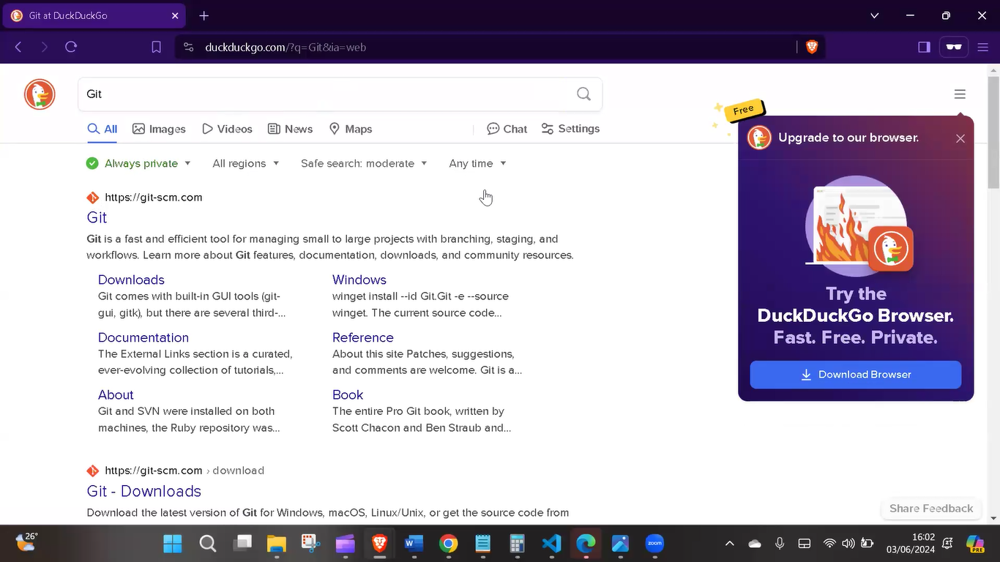 Git at DuckDuckGo
duckduckgo.com/?q=Git&ia=web
Git
All Images Videos News Maps Chat Settings
Always private All regions Safe search: moderate Any time
https://git-scm.com
Git
Git is a fast and efficient tool for managing small to large projects with branching, staging, and
workflows. Learn more about Git features, documentation, downloads, and community resources.
Downloads
Git comes with built-in GUI tools (git-
gui, gitk), but there are several third-...
Windows
winget install --id Git.Git -e --source
winget. The current source code...
Documentation
The External Links section is a curated,
ever-evolving collection of tutorials,...
Reference
About this site Patches, suggestions,
and comments are welcome. Git is a...
About
Git and SVN were installed on both
machines, the Ruby repository was...
Book
The entire Pro Git book, written by
Scott Chacon and Ben Straub and...
https://git-scm.com › download
Git - Downloads
Download the latest version of Git for Windows, macOS, Linux/Unix, or get the source code from
Free
Upgrade to our browser.
Try the
DuckDuckGo Browser.
Fast. Free. Private.
Download Browser
Share Feedback
26°
zoom
16:02
03/06/2024
PRE